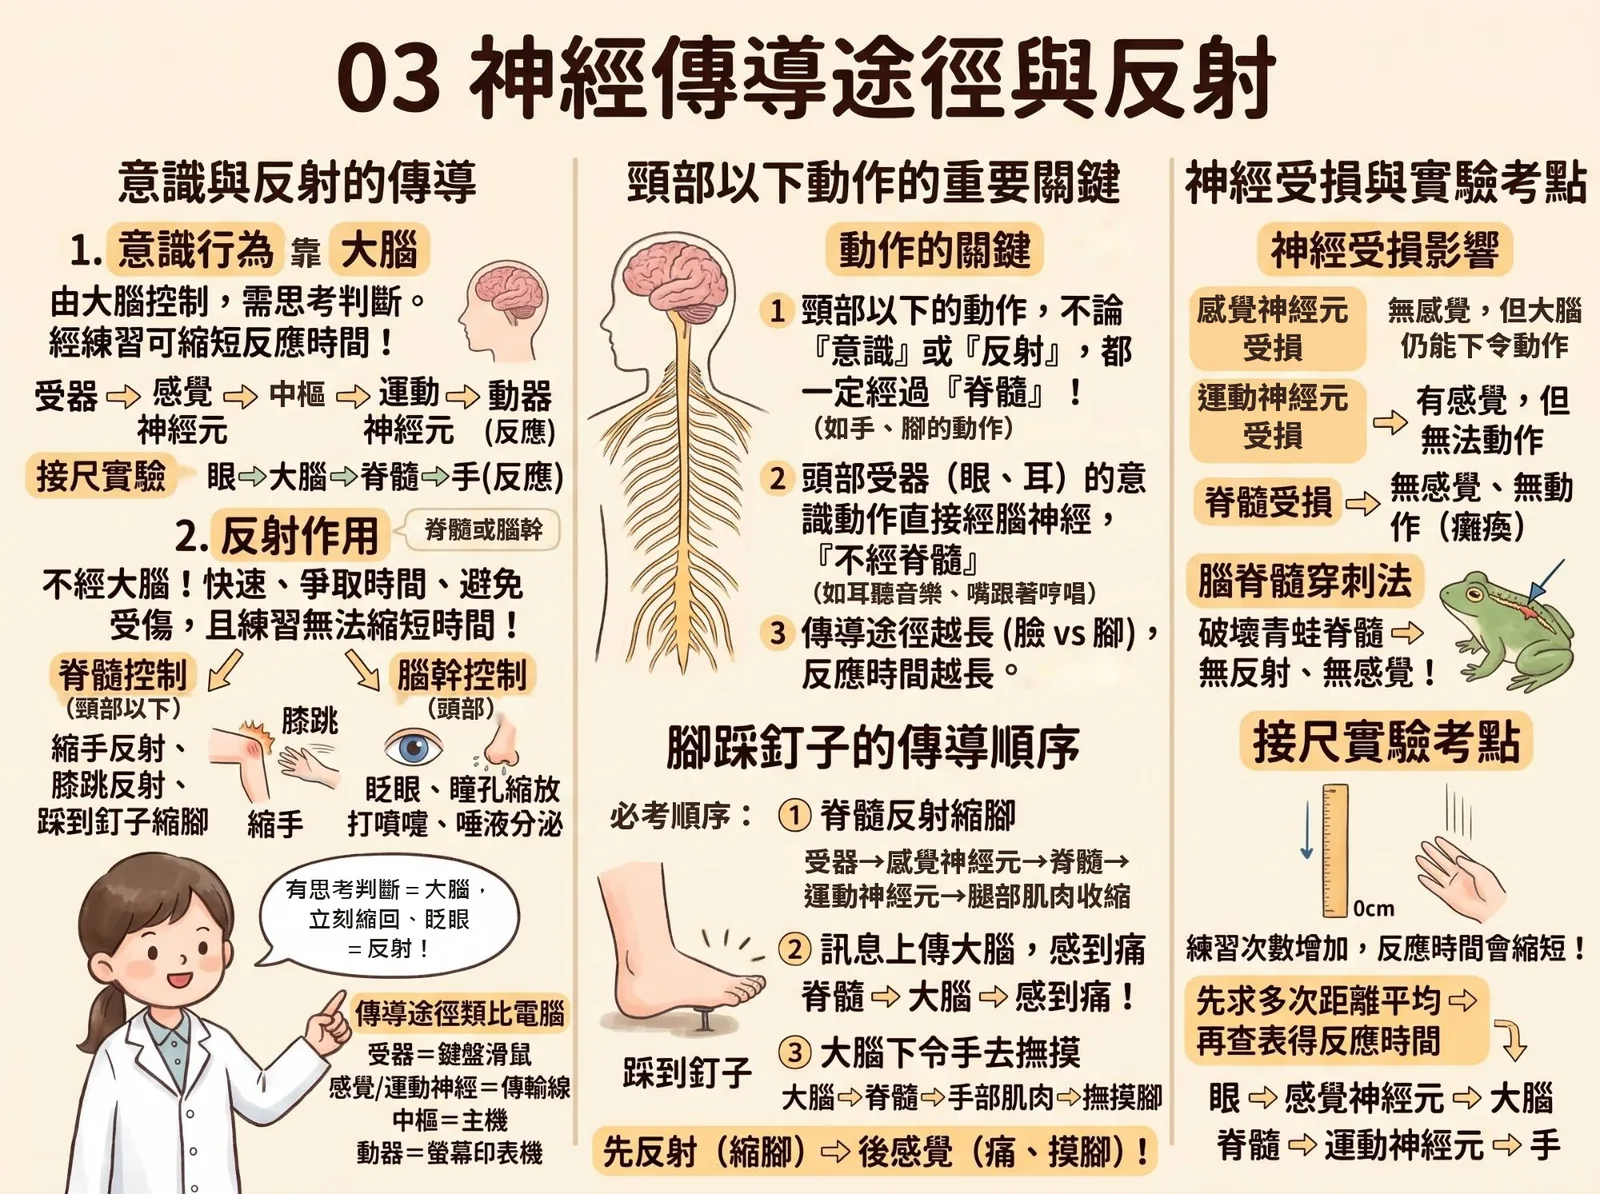 03 神經傳導途徑與反射
意識與反射的傳導
1. 意識行為 靠 大腦
由大腦控制，需思考判斷。
經練習可縮短反應時間！
受器 ⇨ 感覺神經元 ⇨ 中樞 ⇨ 運動神經元 ⇨ 動器(反應)
接尺實驗 眼⇨大腦⇨脊髓⇨手(反應)
2. 反射作用 脊髓或腦幹
不經大腦！快速、爭取時間、避免
受傷，且練習無法縮短時間！
脊髓控制
（頸部以下）
縮手反射、
膝跳反射、
踩到釘子縮腳
膝跳
縮手
腦幹控制
（頭部）
眨眼、瞳孔縮放
打噴嚏、唾液分泌
有思考判斷＝大腦，
立刻縮回、眨眼
＝反射！
傳導途徑類比電腦
受器＝鍵盤滑鼠
感覺/運動神經＝傳輸線
中樞＝主機
動器＝螢幕印表機
頸部以下動作的重要關鍵
動作的關鍵
1 頸部以下的動作，不論
『意識』或『反射』，都
一定經過『脊髓』！
（如手、腳的動作）
2 頭部受器（眼、耳）的意
識動作直接經腦神經，
『不經脊髓』
（如耳聽音樂、嘴跟著哼唱）
3 傳導途徑越長 (臉 vs 腳)，
反應時間越長。
腳踩釘子的傳導順序
必考順序： ① 脊髓反射縮腳
受器→感覺神經元→脊髓→
運動神經元→腿部肌肉收縮
② 訊息上傳大腦，感到痛
脊髓 ⇨ 大腦 ⇨ 感到痛！
③ 大腦下令手去撫摸
大腦⇨脊髓⇨手部肌肉⇨撫摸腳
踩到釘子
先反射（縮腳）⇨ 後感覺（痛、摸腳）！
神經受損與實驗考點
神經受損影響
感覺神經元
受損
無感覺，但大腦
仍能下令動作
運動神經元
受損
⇨ 有感覺，但
無法動作
脊髓受損 ⇨ 無感覺、無動
作（癱瘓）
腦脊髓穿刺法
破壞青蛙脊髓 ⇨
無反射、無感覺！
接尺實驗考點
0cm
練習次數增加，反應時間會縮短！
先求多次距離平均 ⇨
再查表得反應時間
眼 ⇨ 感覺神經元 ⇨ 大腦
脊髓 ⇨ 運動神經元 ⇨ 手